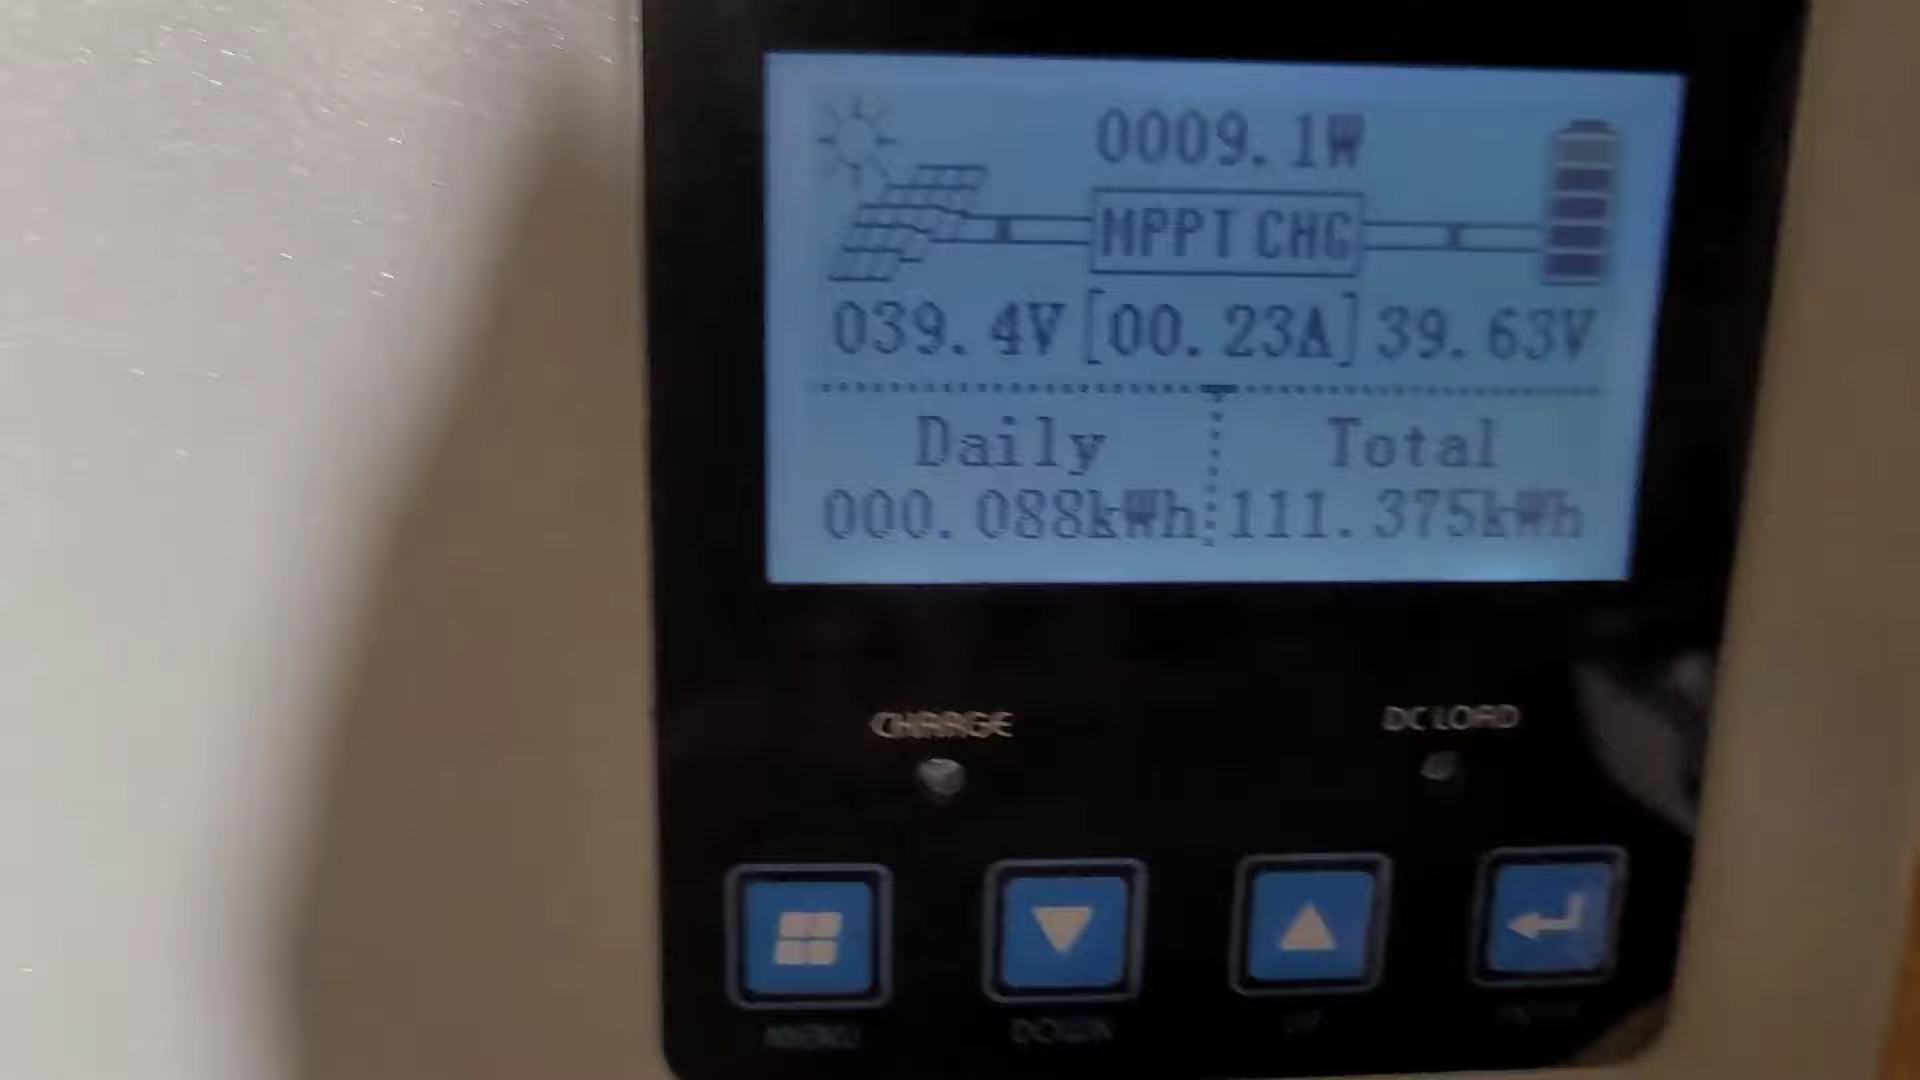 0009.1W
MPPT CHG
039.4V [00.23A] 39.63V
Daily Total
000.088kWh 111.375kWh
CHARGE DC LOAD
MENU DOWN UP